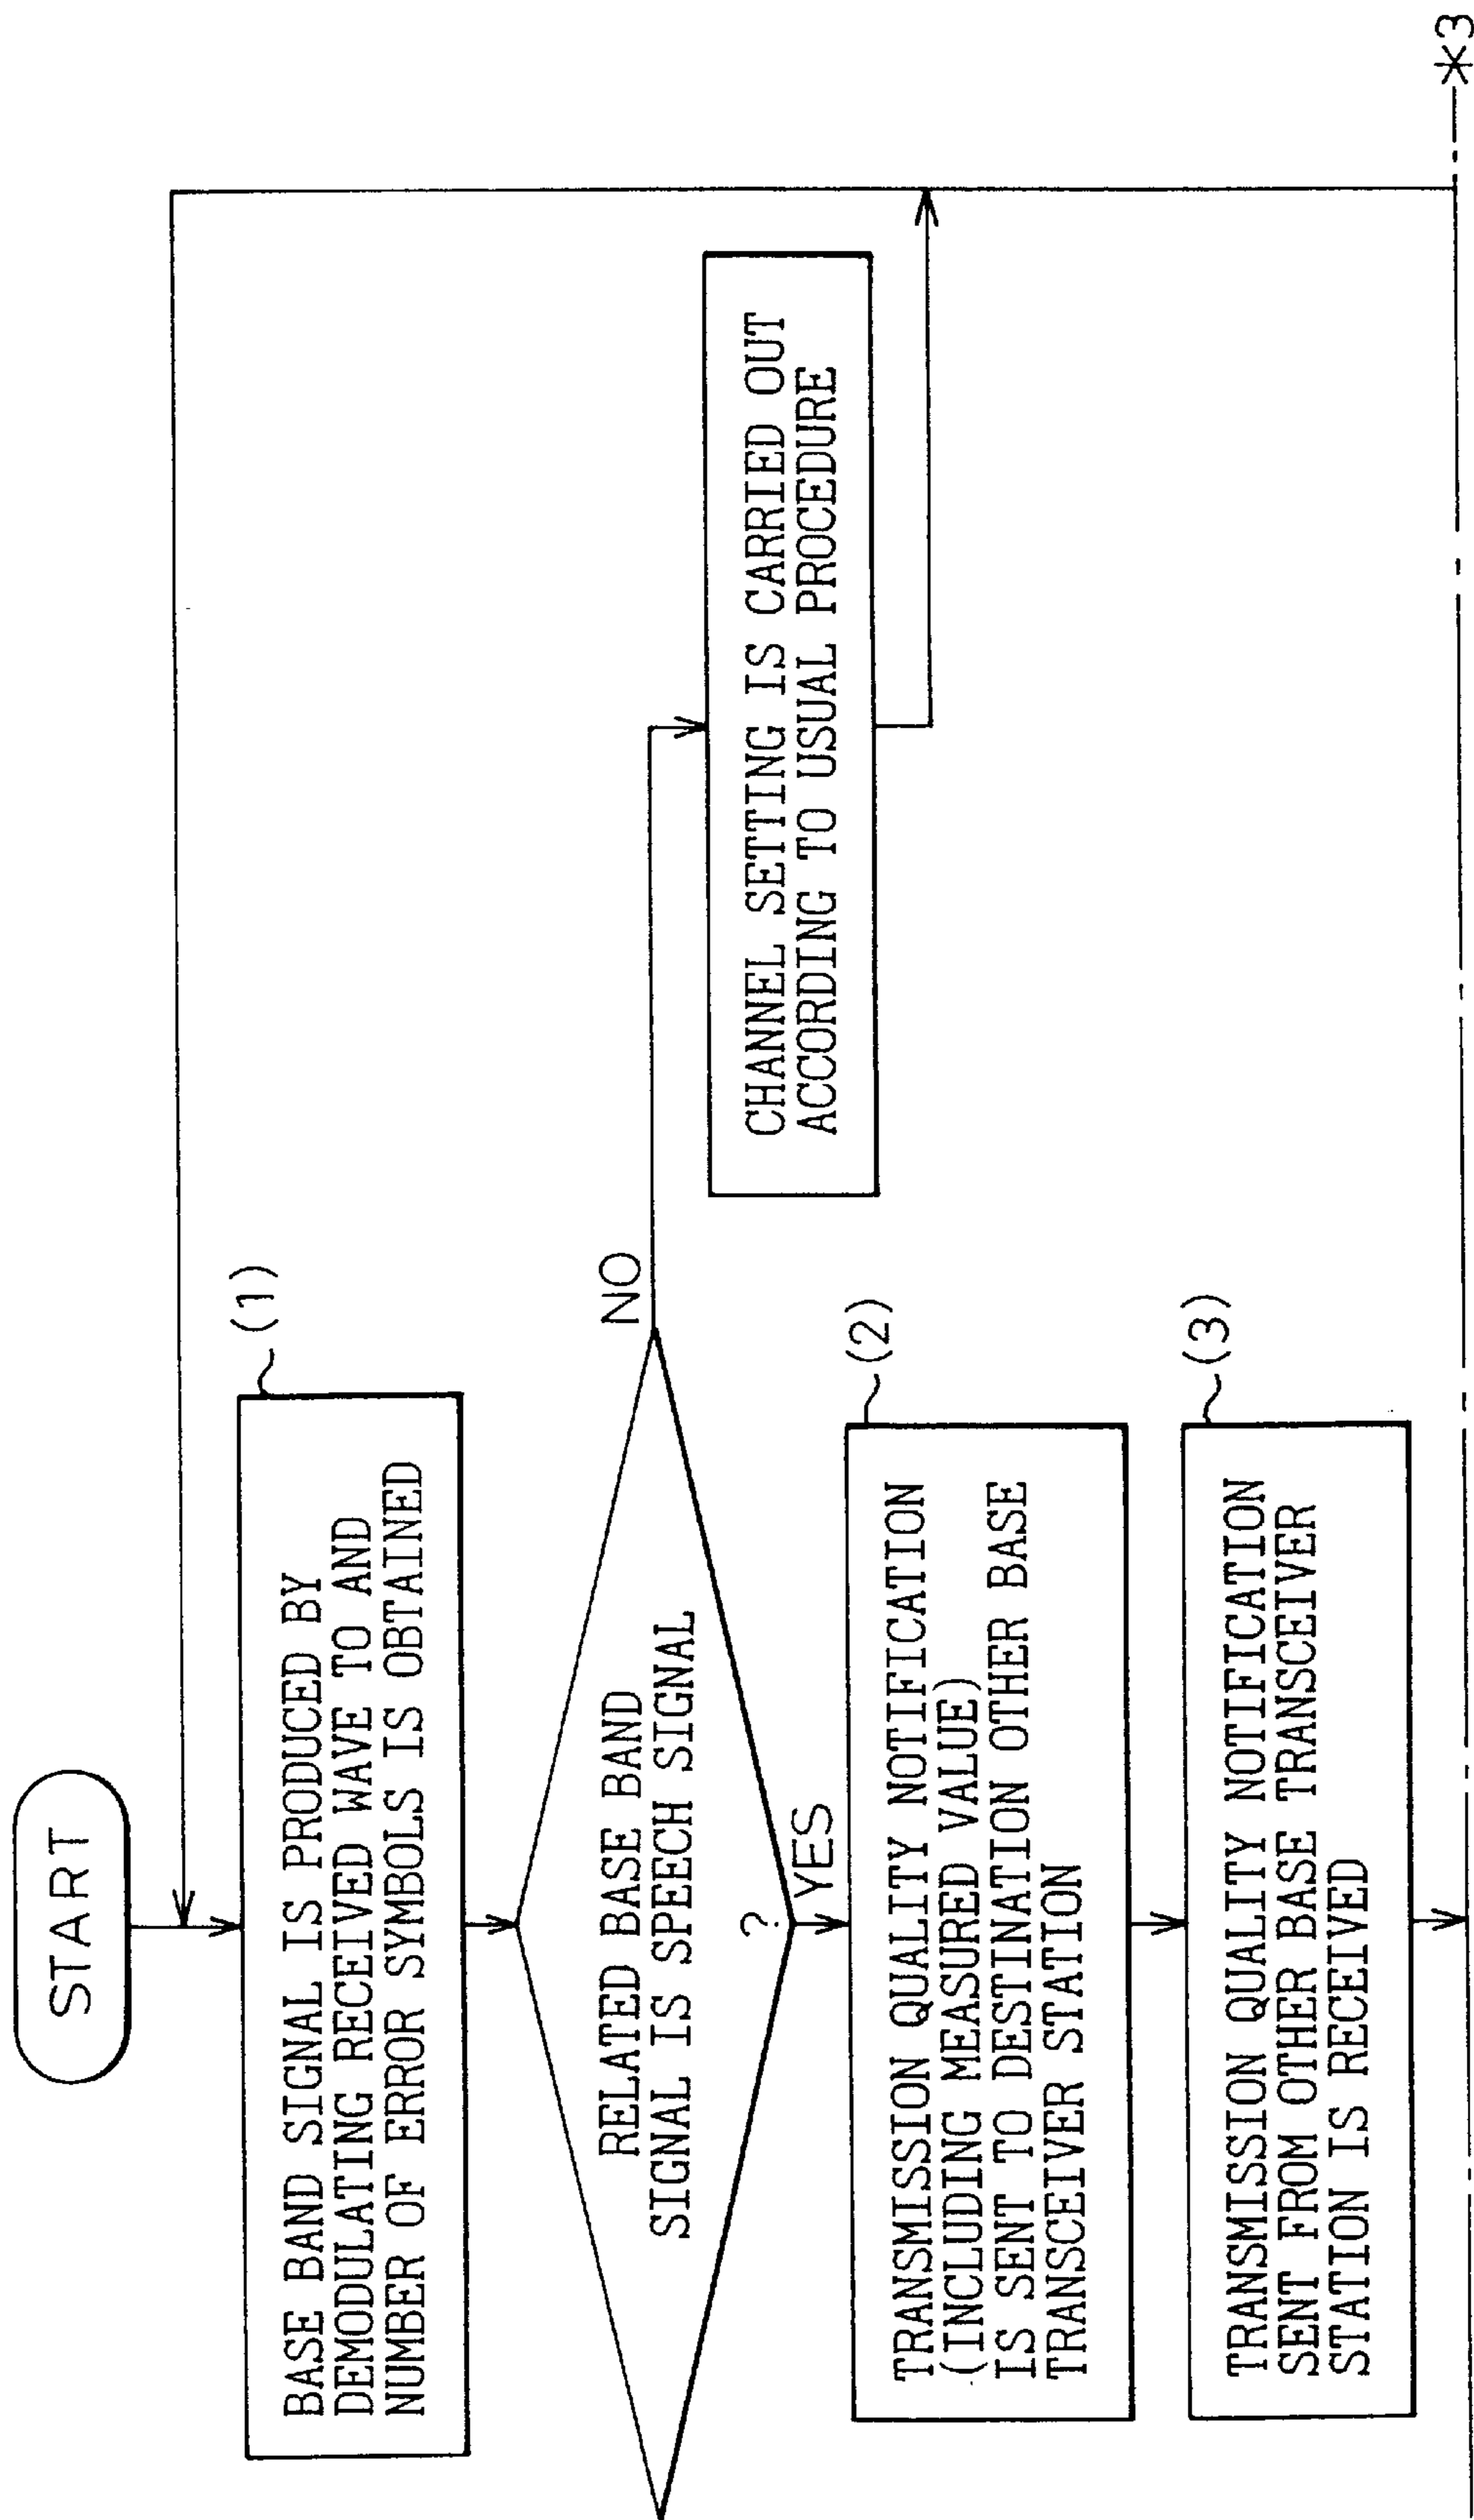 START
(1)
BASE BAND SIGNAL IS PRODUCED BY
DEMODULATING RECEIVED WAVE TO AND
NUMBER OF ERROR SYMBOLS IS OBTAINED
RELATED BASE BAND
SIGNAL IS SPEECH SIGNAL
?
NO
YES
CHANNEL SETTING IS CARRIED OUT
ACCORDING TO USUAL PROCEDURE
(2)
TRANSMISSION QUALITY NOTIFICATION
(INCLUDING MEASURED VALUE)
IS SENT TO DESTINATION OTHER BASE
TRANSCEIVER STATION
(3)
TRANSMISSION QUALITY NOTIFICATION
SENT FROM OTHER BASE TRANSCEIVER
STATION IS RECEIVED
*3